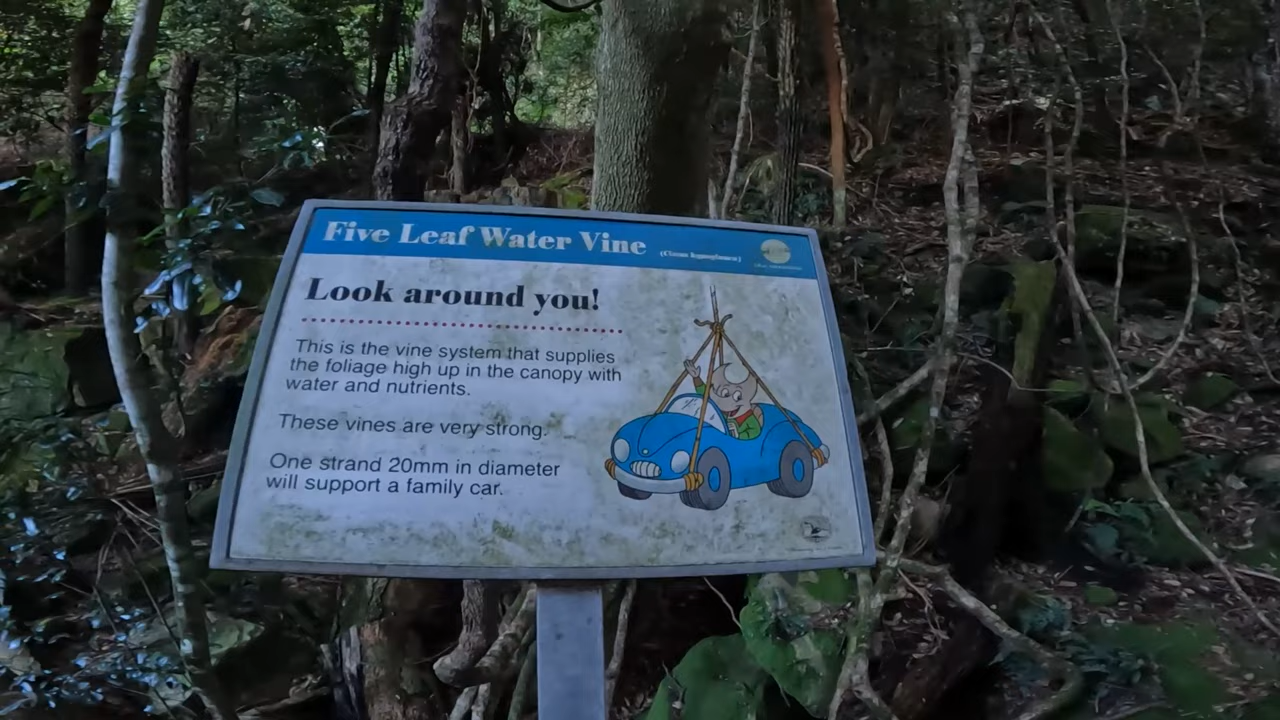 Five Leaf Water Vine
Look around you!
This is the vine system that supplies
the foliage high up in the canopy with
water and nutrients.
These vines are very strong.
One strand 20mm in diameter
will support a family car.